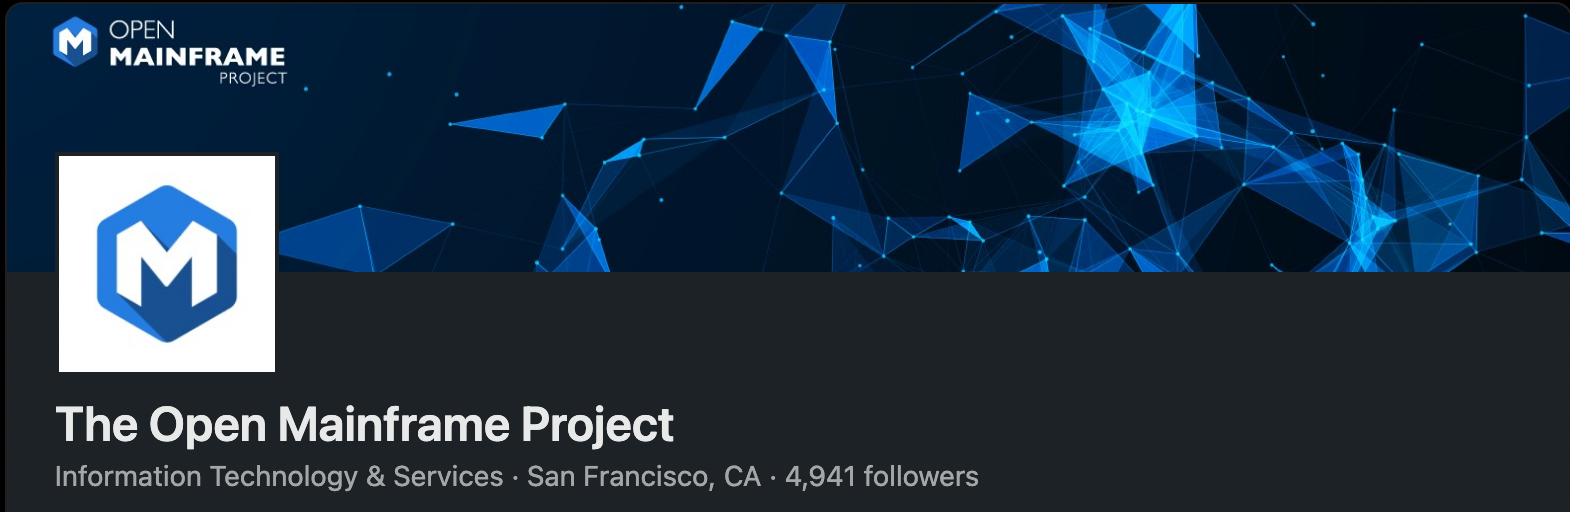 OPEN
MAINFRAME
PROJECT
The Open Mainframe Project
Information Technology & Services · San Francisco, CA · 4,941 followers